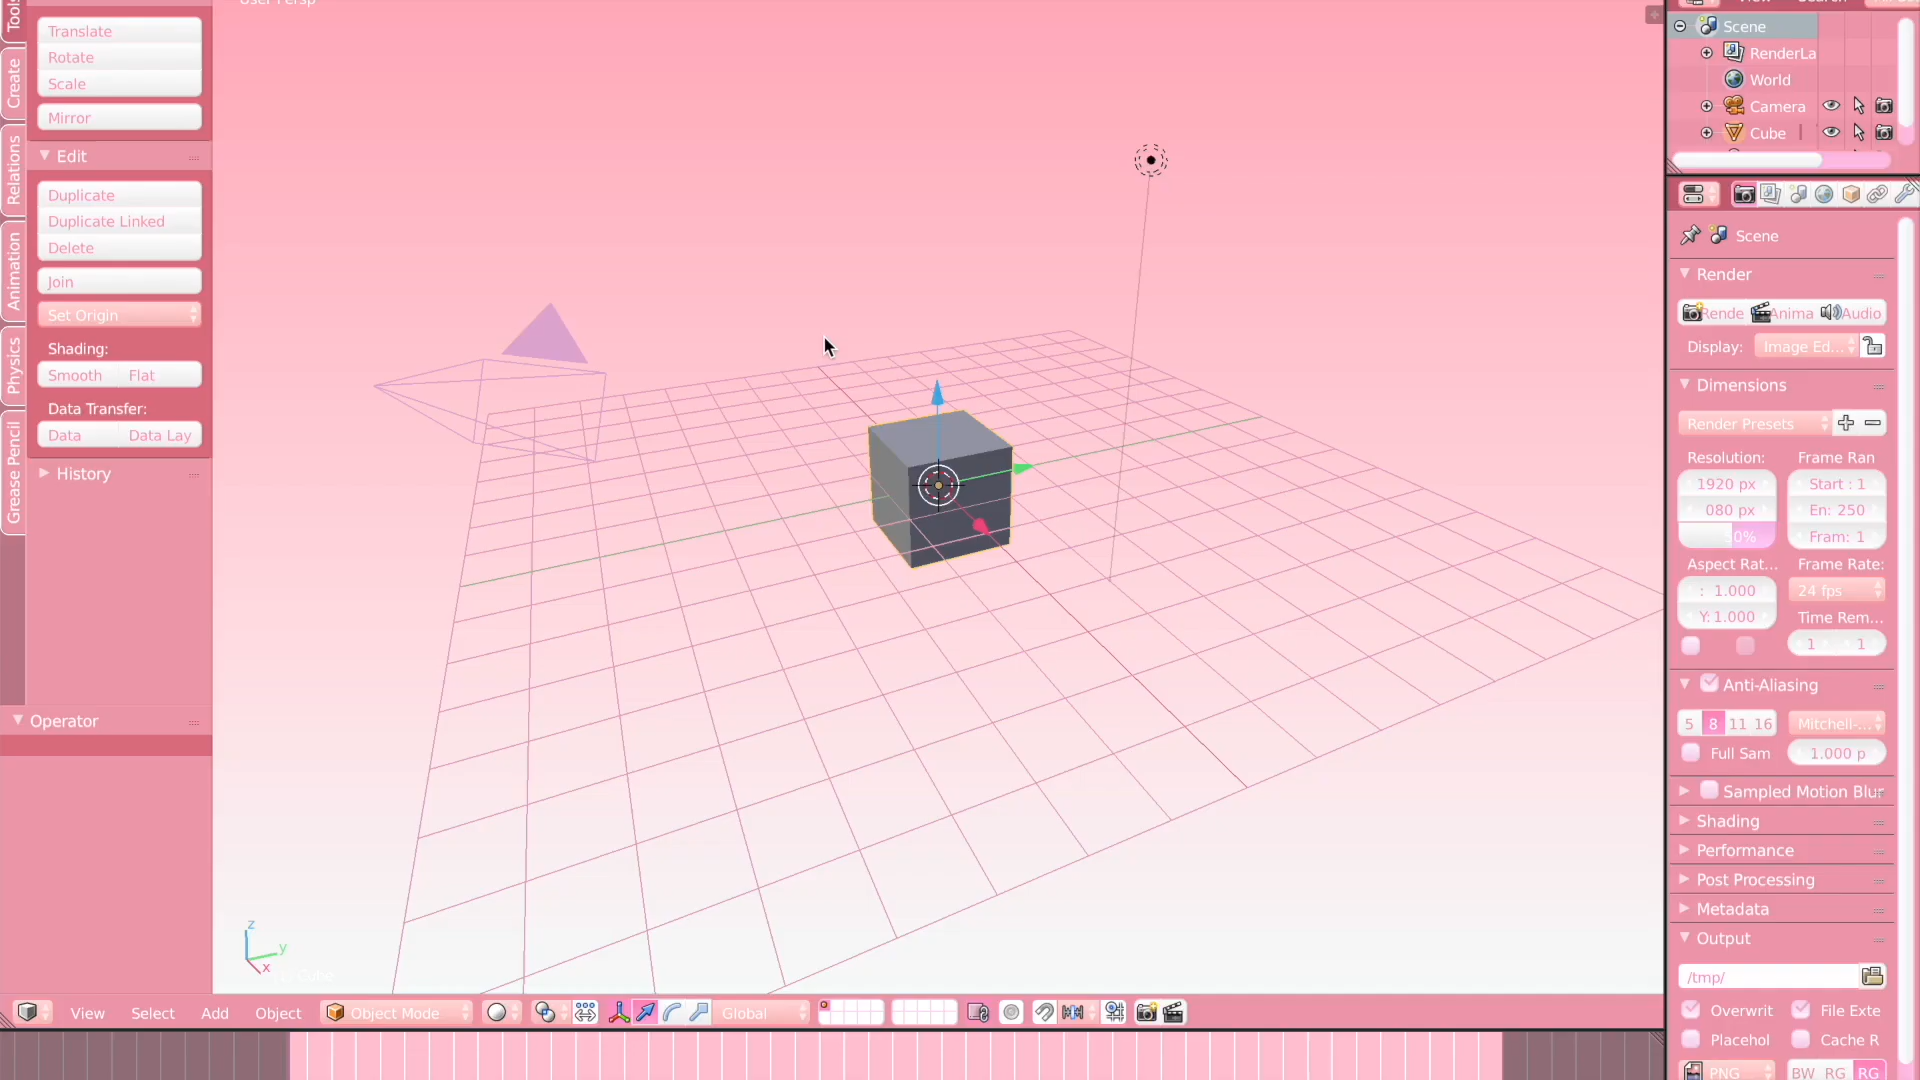 Tools
Create
Relations
Animation
Physics
Grease Pencil
Translate
Rotate
Scale
Mirror
Edit
Duplicate
Duplicate Linked
Delete
Join
Set Origin
Shading:
Smooth Flat
Data Transfer:
Data Data Lay
History
Operator
User Persp
z
y
x
View Select Add Object Object Mode Global
View Search
Scene
RenderLa
World
Camera
Cube
Scene
Render
Rende Anima Audio
Display: Image Ed...
Dimensions
Render Presets
Resolution: Frame Ran
1920 px Start : 1
080 px En: 250
50% Fram: 1
Aspect Rat... Frame Rate:
: 1.000 24 fps
Y: 1.000 Time Rem...
1 1
Anti-Aliasing
5 8 11 16 Mitchell-...
Full Sam 1.000 p
Sampled Motion Blur
Shading
Performance
Post Processing
Metadata
Output
/tmp/
Overwrit File Exte
Placehol Cache R
PNG BW RG RG